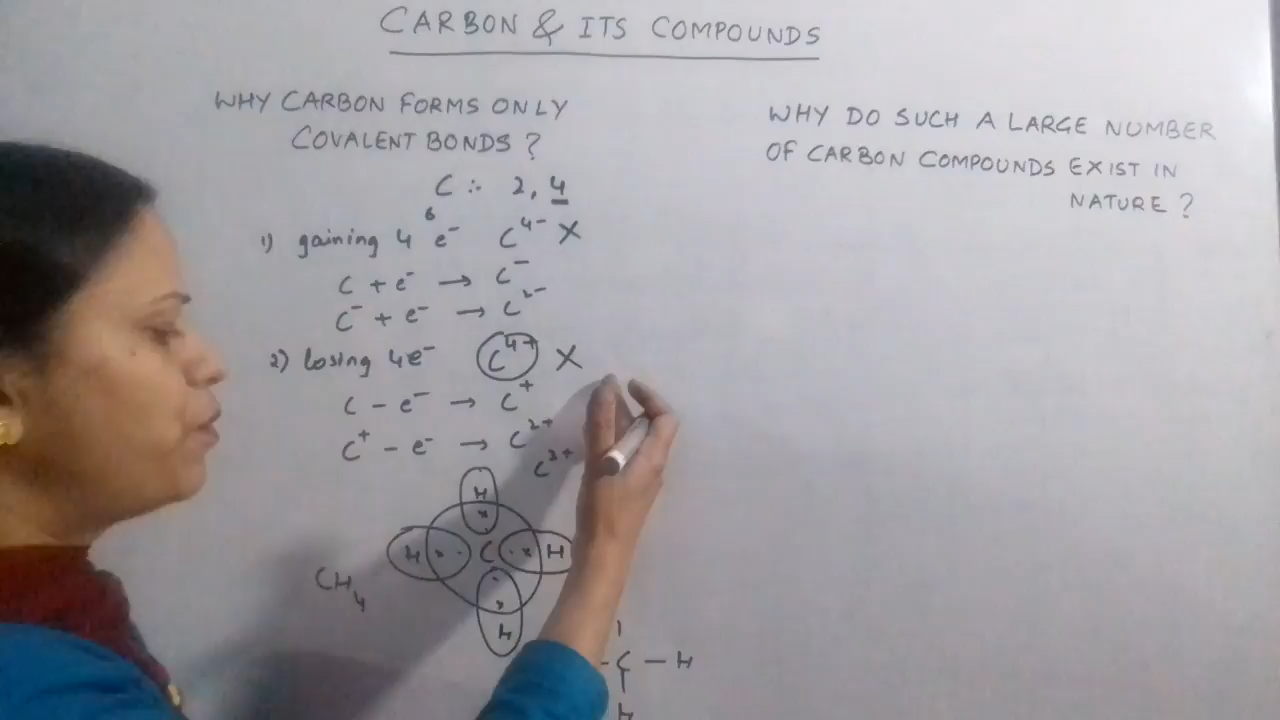 CARBON & ITS COMPOUNDS
WHY CARBON FORMS ONLY
COVALENT BONDS ?
C :- 2, 4
6
1) gaining 4 e⁻ C⁴⁻ X
C + e⁻ → C⁻
C⁻ + e⁻ → C²⁻
2) losing 4e⁻ C⁴⁺ X
C - e⁻ → C⁺
C⁺ - e⁻ → C²⁺
C³⁺
H
x
H x · C · x H
·
x
H
CH₄
- C - H
H
WHY DO SUCH A LARGE NUMBER
OF CARBON COMPOUNDS EXIST IN
NATURE ?